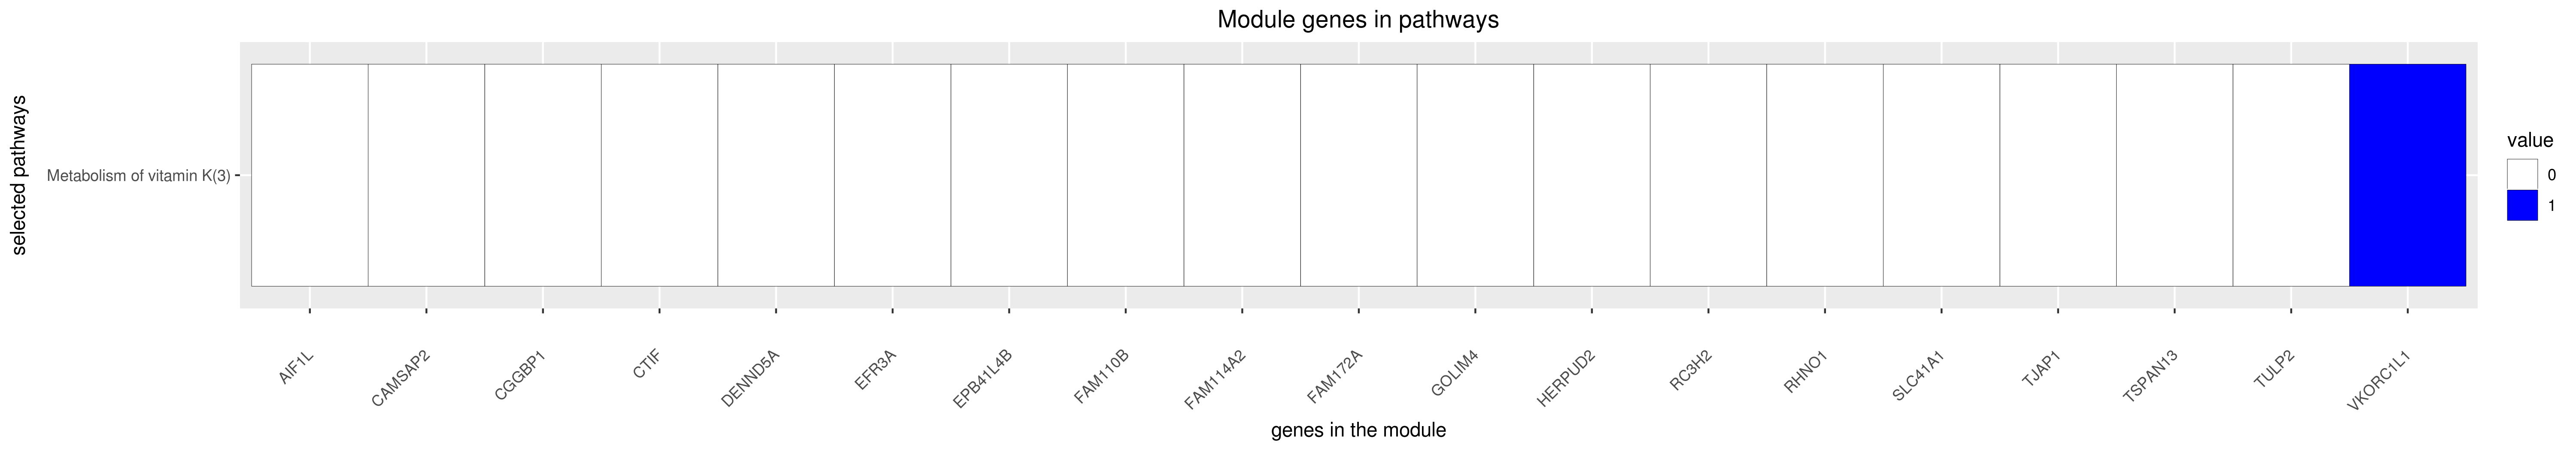 Module genes in pathways
selected pathways
Metabolism of vitamin K(3)
value
0
1
AIF1L
CAMSAP2
CGGBP1
CTIF
DENND5A
EFR3A
EPB41L4B
FAM110B
FAM114A2
FAM172A
GOLIM4
HERPUD2
RC3H2
RHNO1
SLC41A1
TJAP1
TSPAN13
TULP2
VKORC1L1
genes in the module